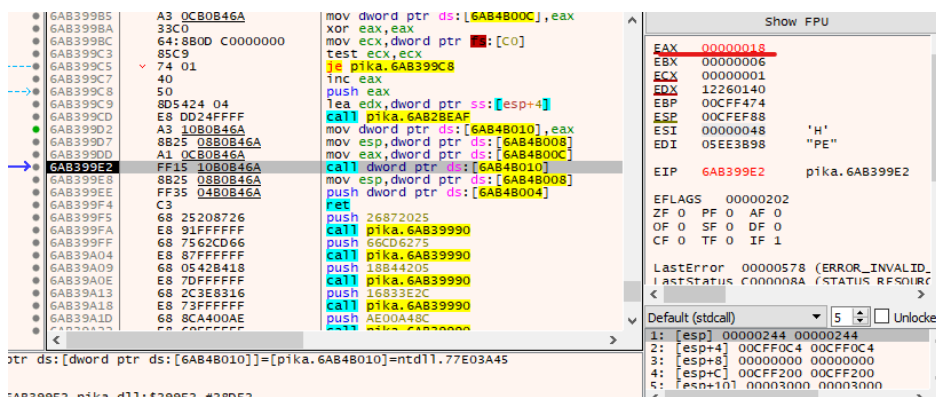 6AB399B5 A3 0CB0B46A mov dword ptr ds:[6AB4B00C],eax
6AB399BA 33C0 xor eax,eax
6AB399BC 64:8B0D C0000000 mov ecx,dword ptr fs:[C0]
6AB399C3 85C9 test ecx,ecx
6AB399C5 74 01 je pika.6AB399C8
6AB399C7 40 inc eax
6AB399C8 50 push eax
6AB399C9 8D5424 04 lea edx,dword ptr ss:[esp+4]
6AB399CD E8 DD24FFFF call pika.6AB2BEAF
6AB399D2 A3 10B0B46A mov dword ptr ds:[6AB4B010],eax
6AB399D7 8B25 08B0B46A mov esp,dword ptr ds:[6AB4B008]
6AB399DD A1 0CB0B46A mov eax,dword ptr ds:[6AB4B00C]
6AB399E2 FF15 10B0B46A call dword ptr ds:[6AB4B010]
6AB399E8 8B25 08B0B46A mov esp,dword ptr ds:[6AB4B008]
6AB399EE FF35 04B0B46A push dword ptr ds:[6AB4B004]
6AB399F4 C3 ret
6AB399F5 68 25208726 push 26872025
6AB399FA E8 91FFFFFF call pika.6AB39990
6AB399FF 68 7562CD66 push 66CD6275
6AB39A04 E8 87FFFFFF call pika.6AB39990
6AB39A09 68 0542B418 push 18B44205
6AB39A0E E8 7DFFFFFF call pika.6AB39990
6AB39A13 68 2C3E8316 push 16833E2C
6AB39A18 E8 73FFFFFF call pika.6AB39990
6AB39A1D 68 8CA400AE push AE00A48C
ptr ds:[dword ptr ds:[6AB4B010]]=[pika.6AB4B010]=ntdll.77E03A45
Show FPU
EAX 00000018
EBX 00000006
ECX 00000001
EDX 12260140
EBP 00CFF474
ESP 00CFEF88
ESI 00000048 'H'
EDI 05EE3B98 "PE"
EIP 6AB399E2 pika.6AB399E2
EFLAGS 00000202
ZF 0 PF 0 AF 0
OF 0 SF 0 DF 0
CF 0 TF 0 IF 1
LastError 00000578 (ERROR_INVALID_
LastStatus C000008A (STATUS_RESOURC
Default (stdcall) 5 Unlocke
1: [esp] 00000244 00000244
2: [esp+4] 00CFF0C4 00CFF0C4
3: [esp+8] 00000000 00000000
4: [esp+C] 00CFF200 00CFF200
5: [esp+10] 00003000 00003000